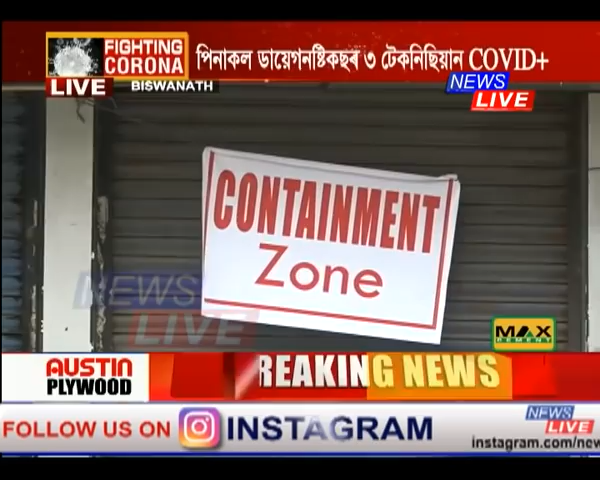 FIGHTING
CORONA
পিনাকল ডায়েগনষ্টিকছৰ ৩ টেকনিছিয়ান COVID+
LIVE
BISWANATH
NEWS
LIVE
CONTAINMENT
Zone
NEWS
LIVE
MAX
CEMENT
AUSTIN
PLYWOOD
REAKING NEWS
FOLLOW US ON INSTAGRAM
NEWS
LIVE
instagram.com/new